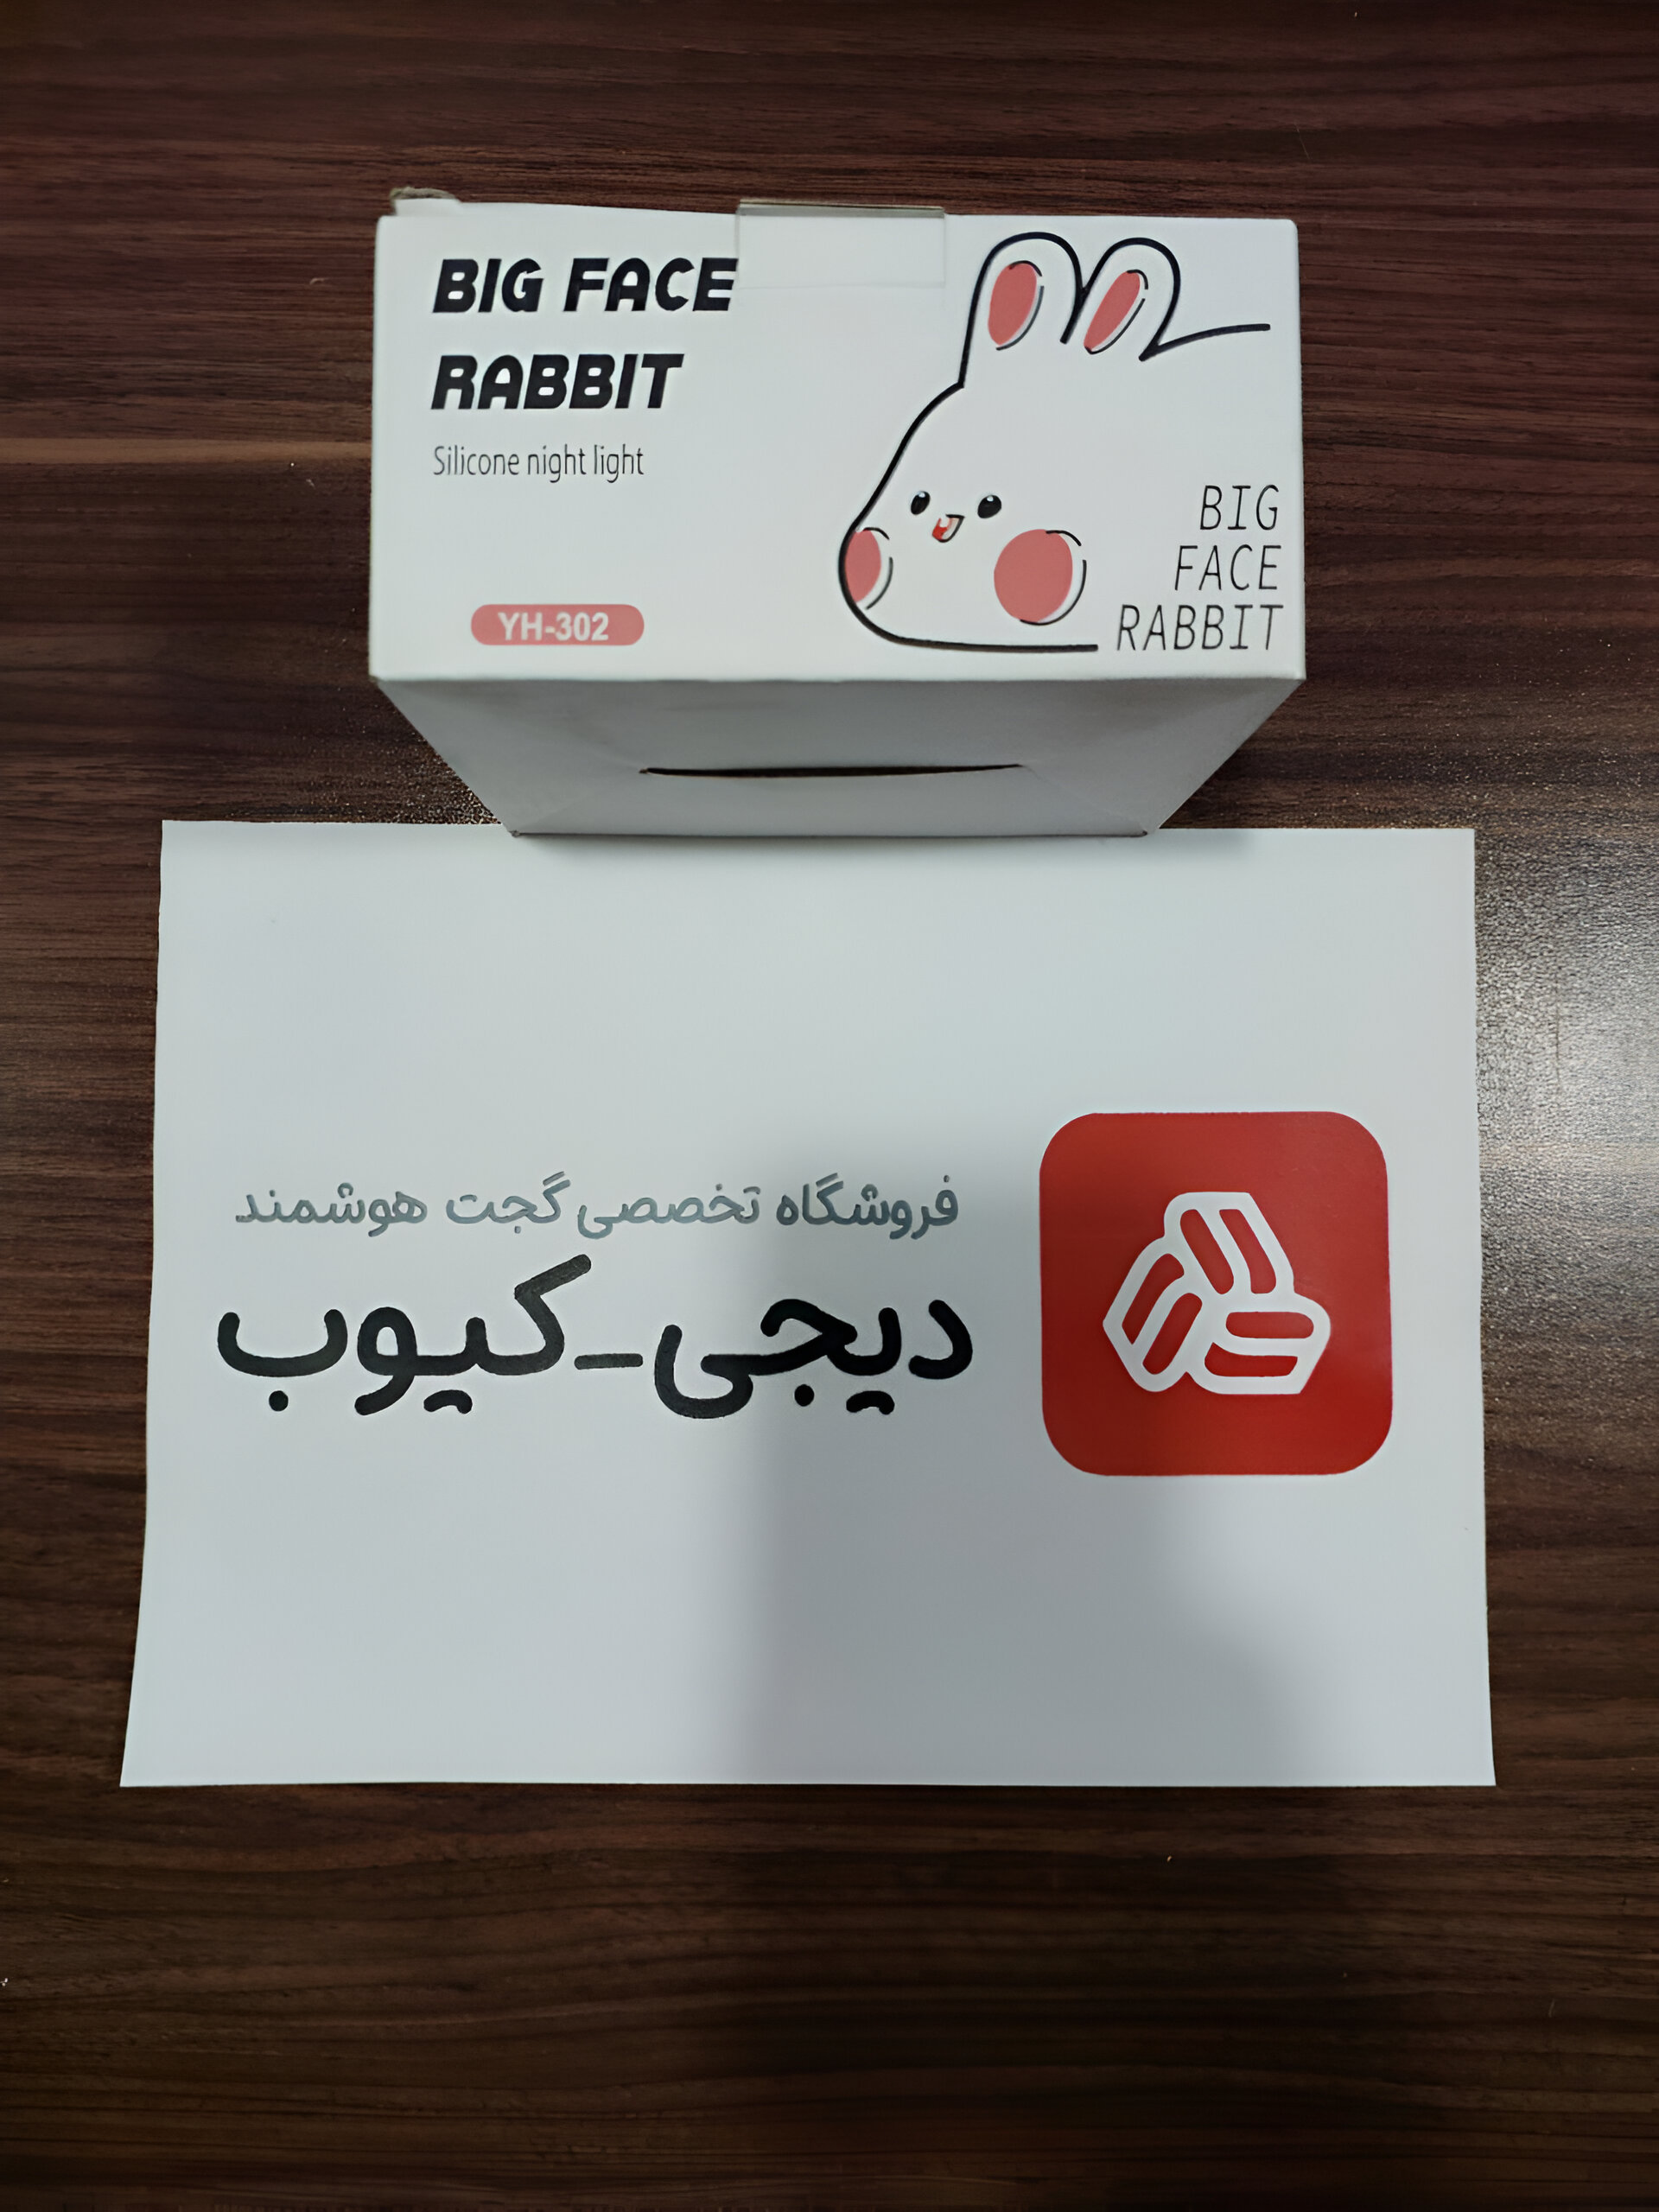 BIG FACE
RABBIT
Silicone night light
YH-302
BIG
FACE
RABBIT
فروشگاه تخصصی گجت هوشمند
دیجی_کیوب